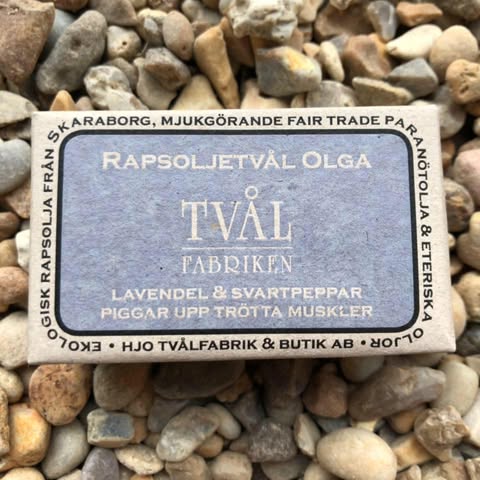 EKOLOGISK RAPSOLJA FRÅN SKARABORG, MJUKGÖRANDE FAIR TRADE PARANÖTOLJA & ETERISKA OLJOR
RAPSOLJETVÅL OLGA
TVÅL
FABRIKEN
LAVENDEL & SVARTPEPPAR
PIGGAR UPP TRÖTTA MUSKLER
• HJO TVÅLFABRIK & BUTIK AB •